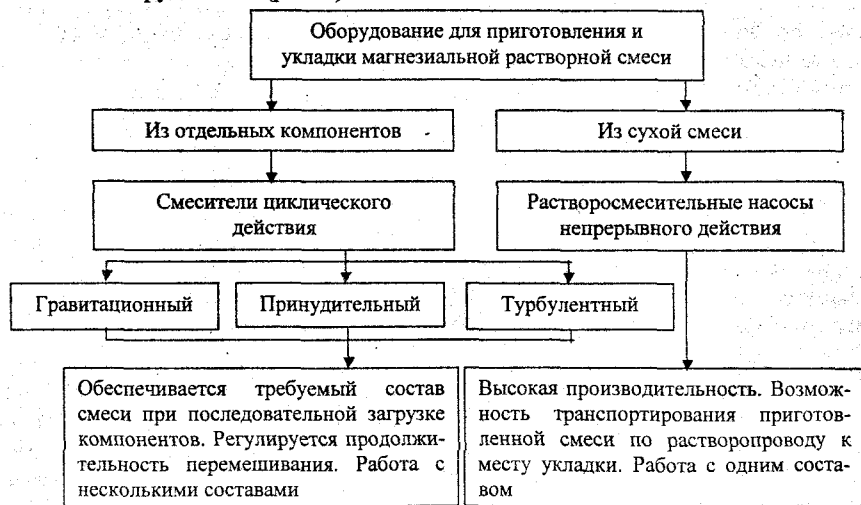 Оборудование для приготовления и
укладки магнезиальной растворной смеси
Из отдельных компонентов
Из сухой смеси
Смесители циклического
действия
Растворосмесительные насосы
непрерывного действия
Гравитационный
Принудительный
Турбулентный
Обеспечивается требуемый состав
смеси при последовательной загрузке
компонентов. Регулируется продолжи-
тельность перемешивания. Работа с
несколькими составами
Высокая производительность. Возмож-
ность транспортирования приготов-
ленной смеси по растворопроводу к
месту укладки. Работа с одним соста-
вом